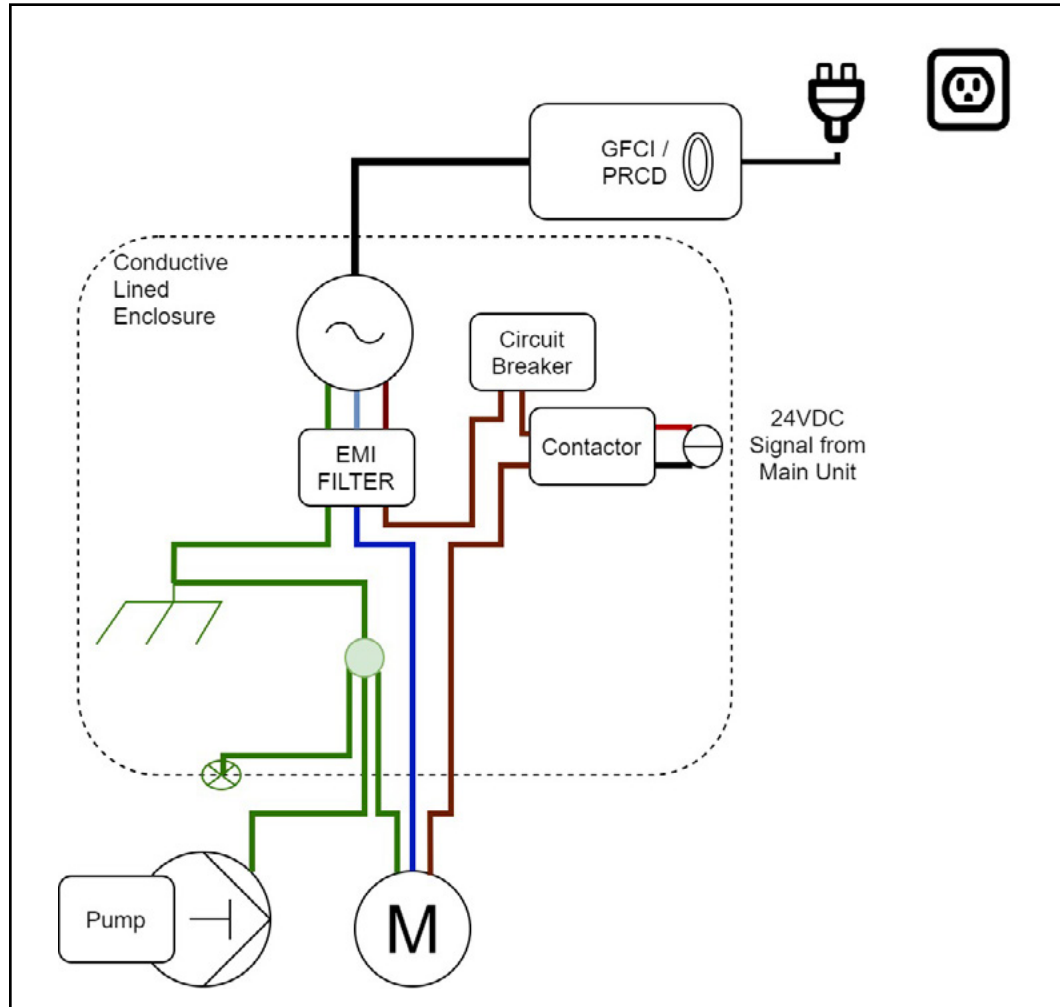 GFCI /
PRCD
Conductive
Lined
Enclosure
Circuit
Breaker
24VDC
Signal from
Main Unit
Contactor
EMI
FILTER
Pump
M